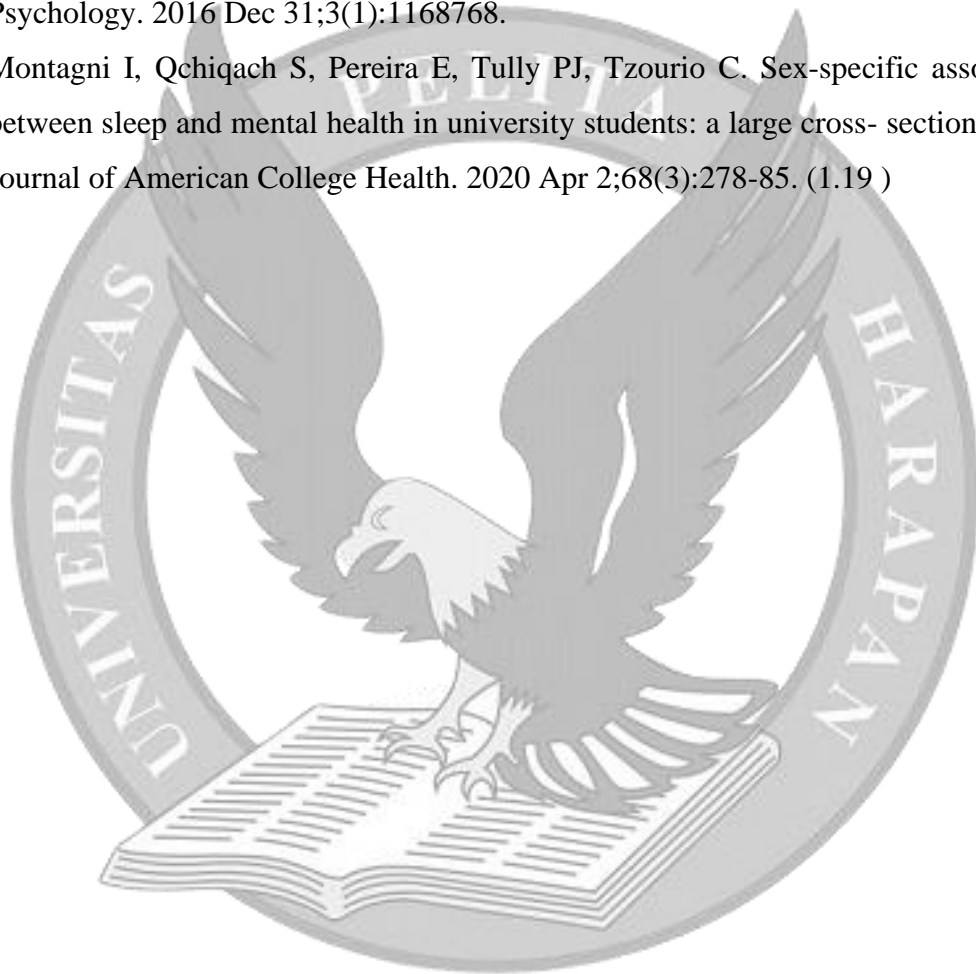 Psychology. 2016 Dec 31;3(1):1168768.
Montagni I, Qchiqach S, Pereira E, Tully PJ, Tzourio C. Sex-specific asso
between sleep and mental health in university students: a large cross- section
Journal of American College Health. 2020 Apr 2;68(3):278-85. (1.19 )
UNIVERSITAS
PELITA
HARAPAN